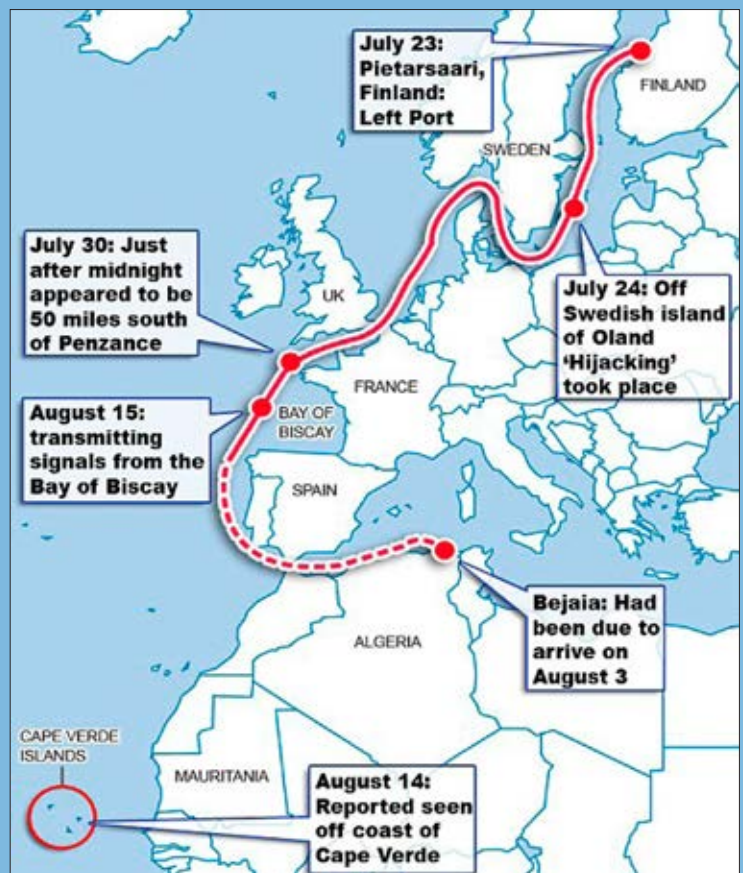 July 23:
Pietarsaari,
Finland:
Left Port
FINLAND
SWEDEN
July 30: Just
after midnight
appeared to be
50 miles south
of Penzance
UK
July 24: Off
Swedish island
of Oland
'Hijacking'
took place
FRANCE
August 15:
transmitting
signals from the
Bay of Biscay
BAY OF
BISCAY
SPAIN
Bejaia: Had
been due to
arrive on
August 3
ALGERIA
CAPE VERDE
ISLANDS
MAURITANIA
August 14:
Reported seen
off coast of
Cape Verde